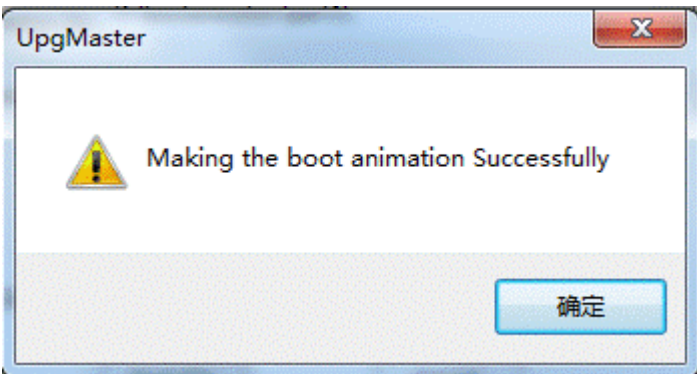 UpgMaster
Making the boot animation Successfully
确定